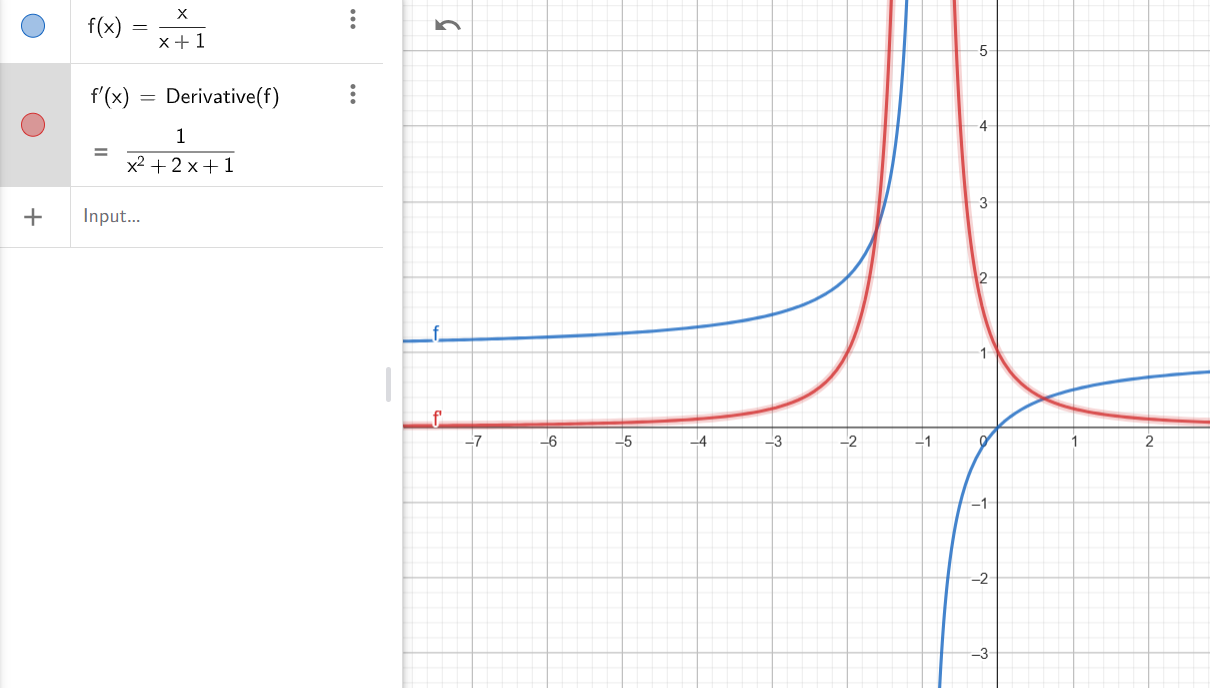 f(x) = x/(x + 1)
f′(x) = Derivative(f)
= 1/(x² + 2 x + 1)
+ Input...
5
4
3
2
1
f
f'
–7 –6 –5 –4 –3 –2 –1 0 1 2
–1
–2
–3